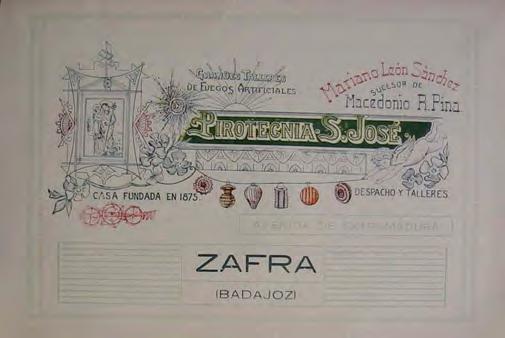 GRANDES TALLERES
DE FUEGOS ARTIFICIALES
Mariano León Sánchez
SUCESOR DE
Macedonio R. Pina
PIROTECNIA S. JOSÉ
CASA FUNDADA EN 1875.
DESPACHO Y TALLERES
AVENIDA DE EXTREMADURA
ZAFRA
(BADAJOZ)